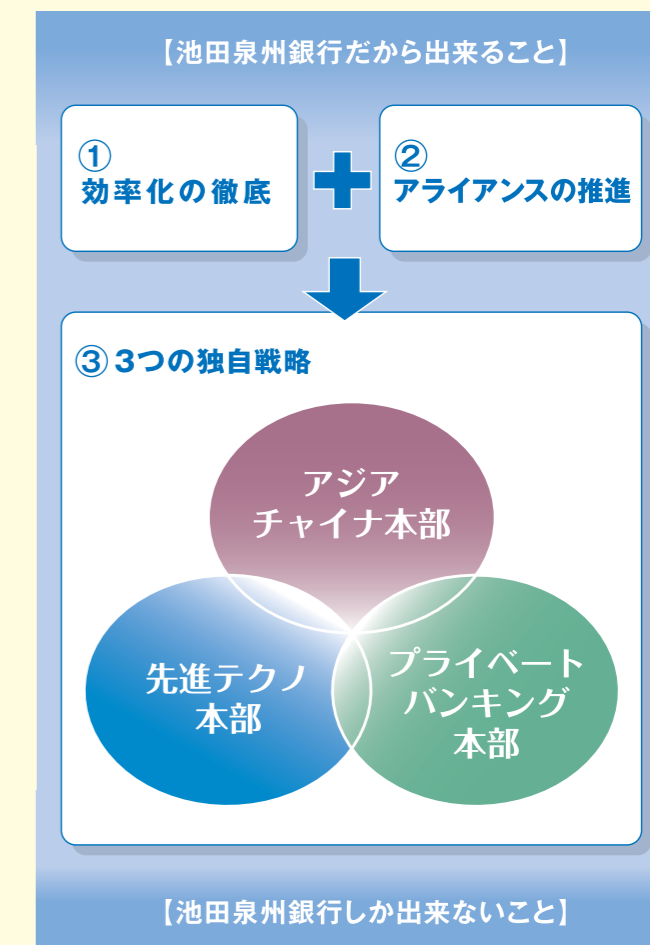 【池田泉州銀行だから出来ること】
①
効率化の徹底
②
アライアンスの推進
③3つの独自戦略
アジア
チャイナ本部
先進テクノ
本部
プライベート
バンキング
本部
【池田泉州銀行しか出来ないこと】